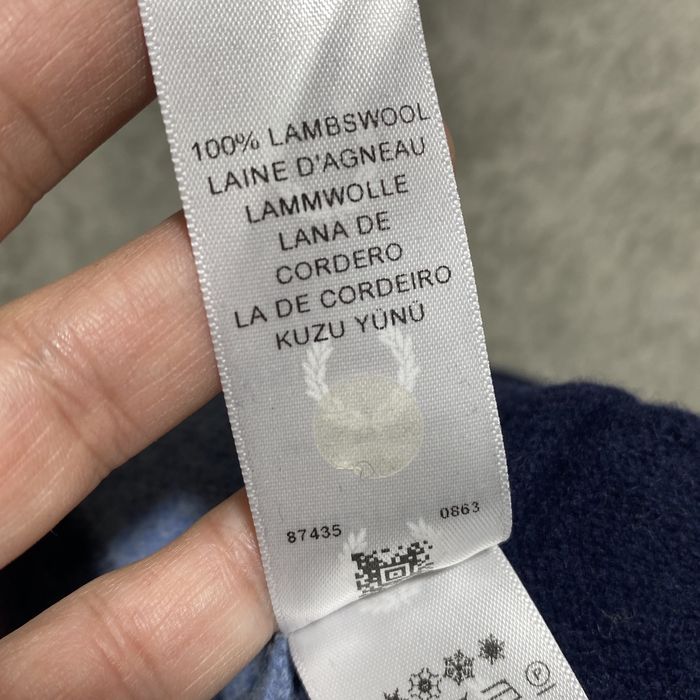 100% LAMBSWOOL
LAINE D'AGNEAU
LAMMWOLLE
LANA DE
CORDERO
LA DE CORDEIRO
KUZU YÜNÜ
87435 0863
P